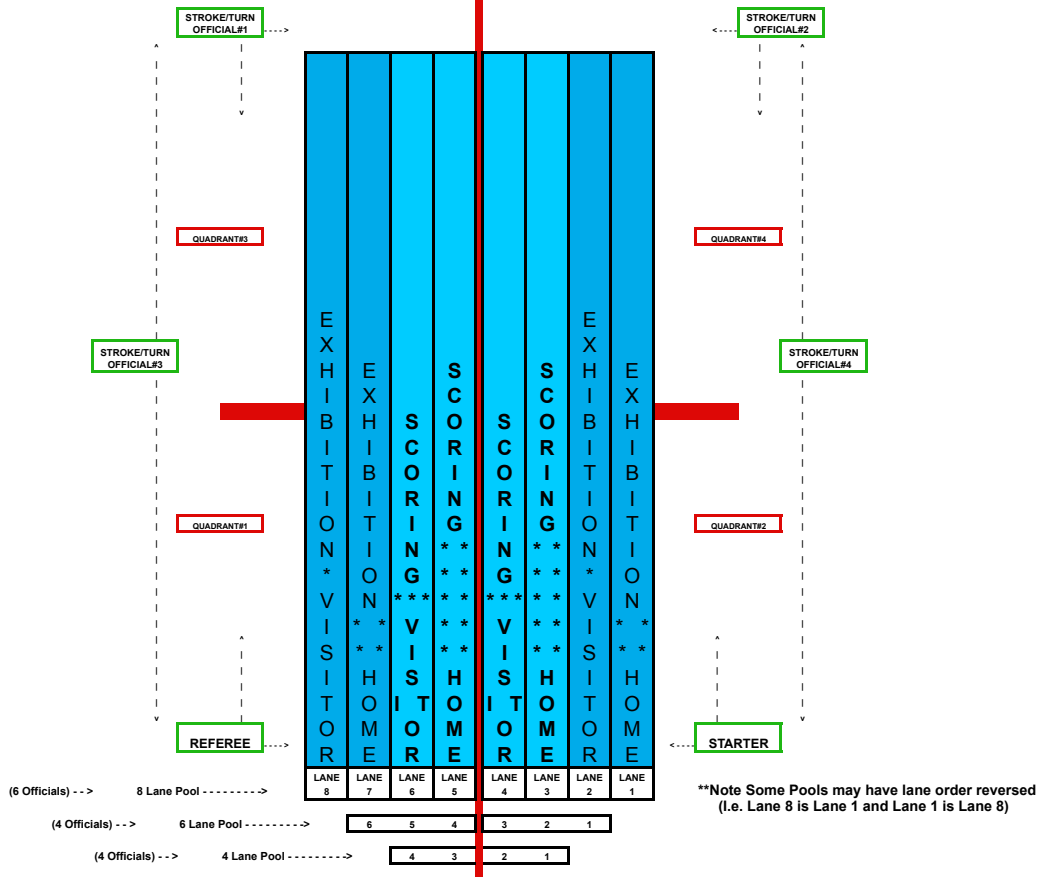 STROKE/TURN
OFFICIAL#1
---->
STROKE/TURN
OFFICIAL#2
<----
QUADRANT#3
QUADRANT#4
STROKE/TURN
OFFICIAL#3
STROKE/TURN
OFFICIAL#4
EXHIBITION*VISITOR
EXHIBITION****HOME
SCORING***VISITOR
SCORING**********HOME
SCORING***VISITOR
SCORING**********HOME
EXHIBITION*VISITOR
EXHIBITION****HOME
QUADRANT#1
QUADRANT#2
REFEREE ---->
<---- STARTER
LANE 8
LANE 7
LANE 6
LANE 5
LANE 4
LANE 3
LANE 2
LANE 1
(6 Officials) - - > 8 Lane Pool - - - - - - - - ->
**Note Some Pools may have lane order reversed
(I.e. Lane 8 is Lane 1 and Lane 1 is Lane 8)
(4 Officials) - - > 6 Lane Pool - - - - - - - - -> 6 5 4 3 2 1
(4 Officials) - - > 4 Lane Pool - - - - - - - - -> 4 3 2 1